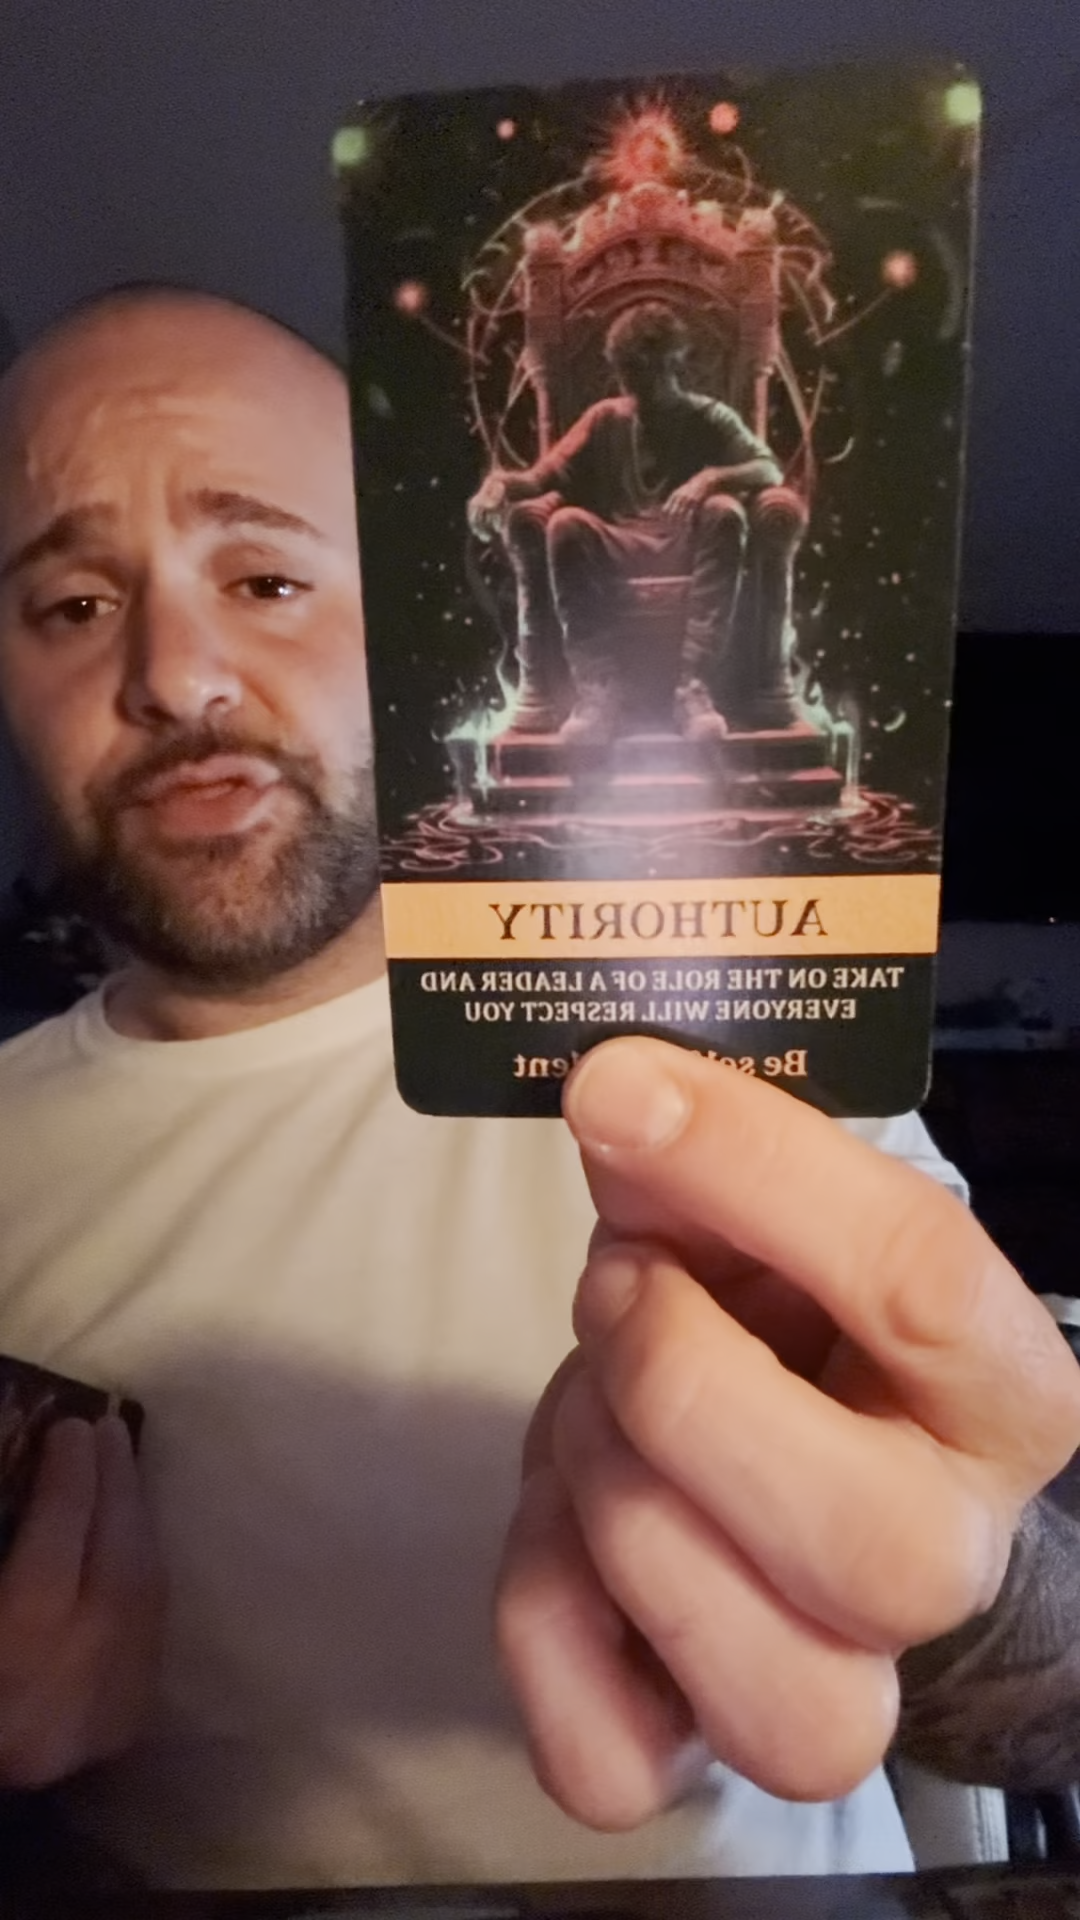 AUTHORITY
TAKE ON THE ROLE OF A LEADER AND
EVERYONE WILL RESPECT YOU
Be